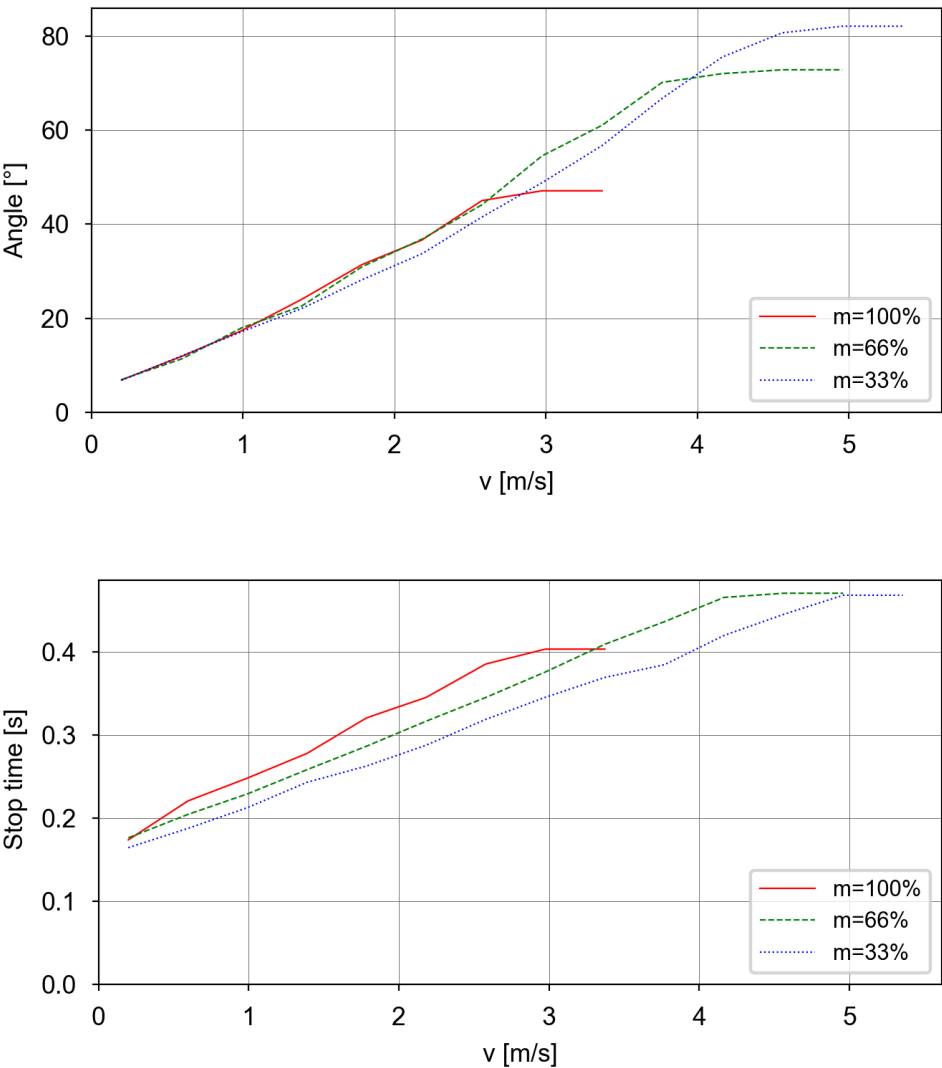 80
60
40
20
0
Angle [°]
m=100%
m=66%
m=33%
0 1 2 3 4 5
v [m/s]
0.4
0.3
0.2
0.1
0.0
Stop time [s]
m=100%
m=66%
m=33%
0 1 2 3 4 5
v [m/s]